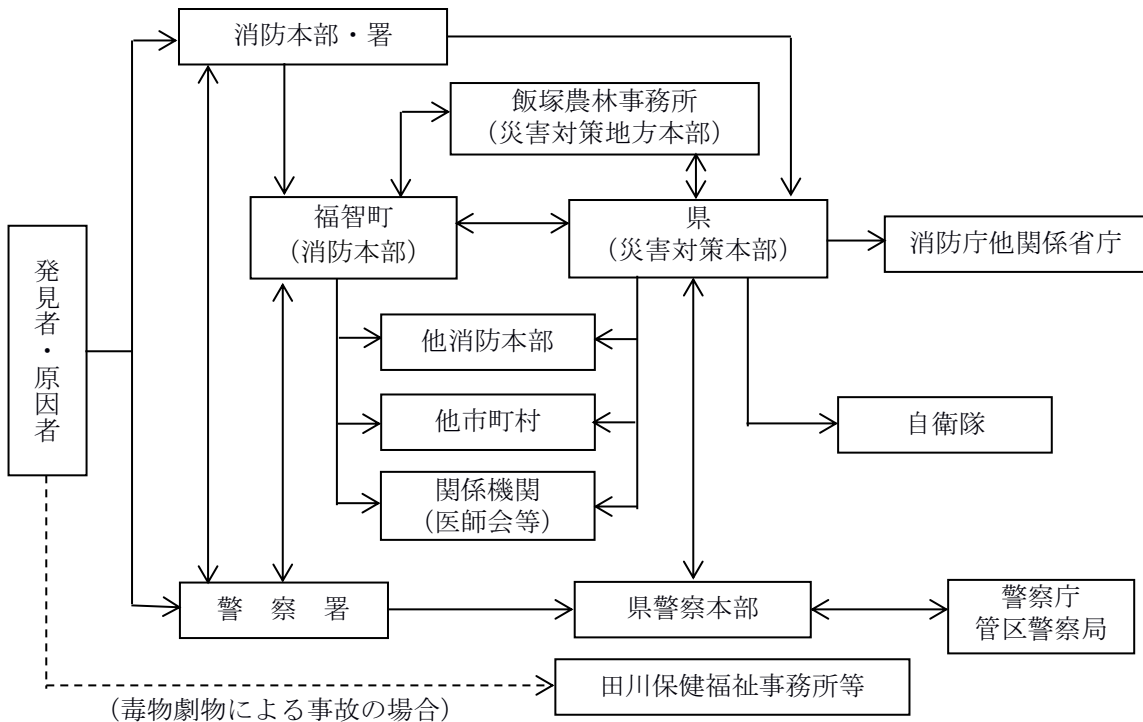 消防本部・署
飯塚農林事務所
（災害対策地方本部）
福智町
（消防本部）
県
（災害対策本部）
消防庁他関係省庁
発見者・原因者
他消防本部
他市町村
自衛隊
関係機関
（医師会等）
警　察　署
県警察本部
警察庁
管区警察局
田川保健福祉事務所等
（毒物劇物による事故の場合）